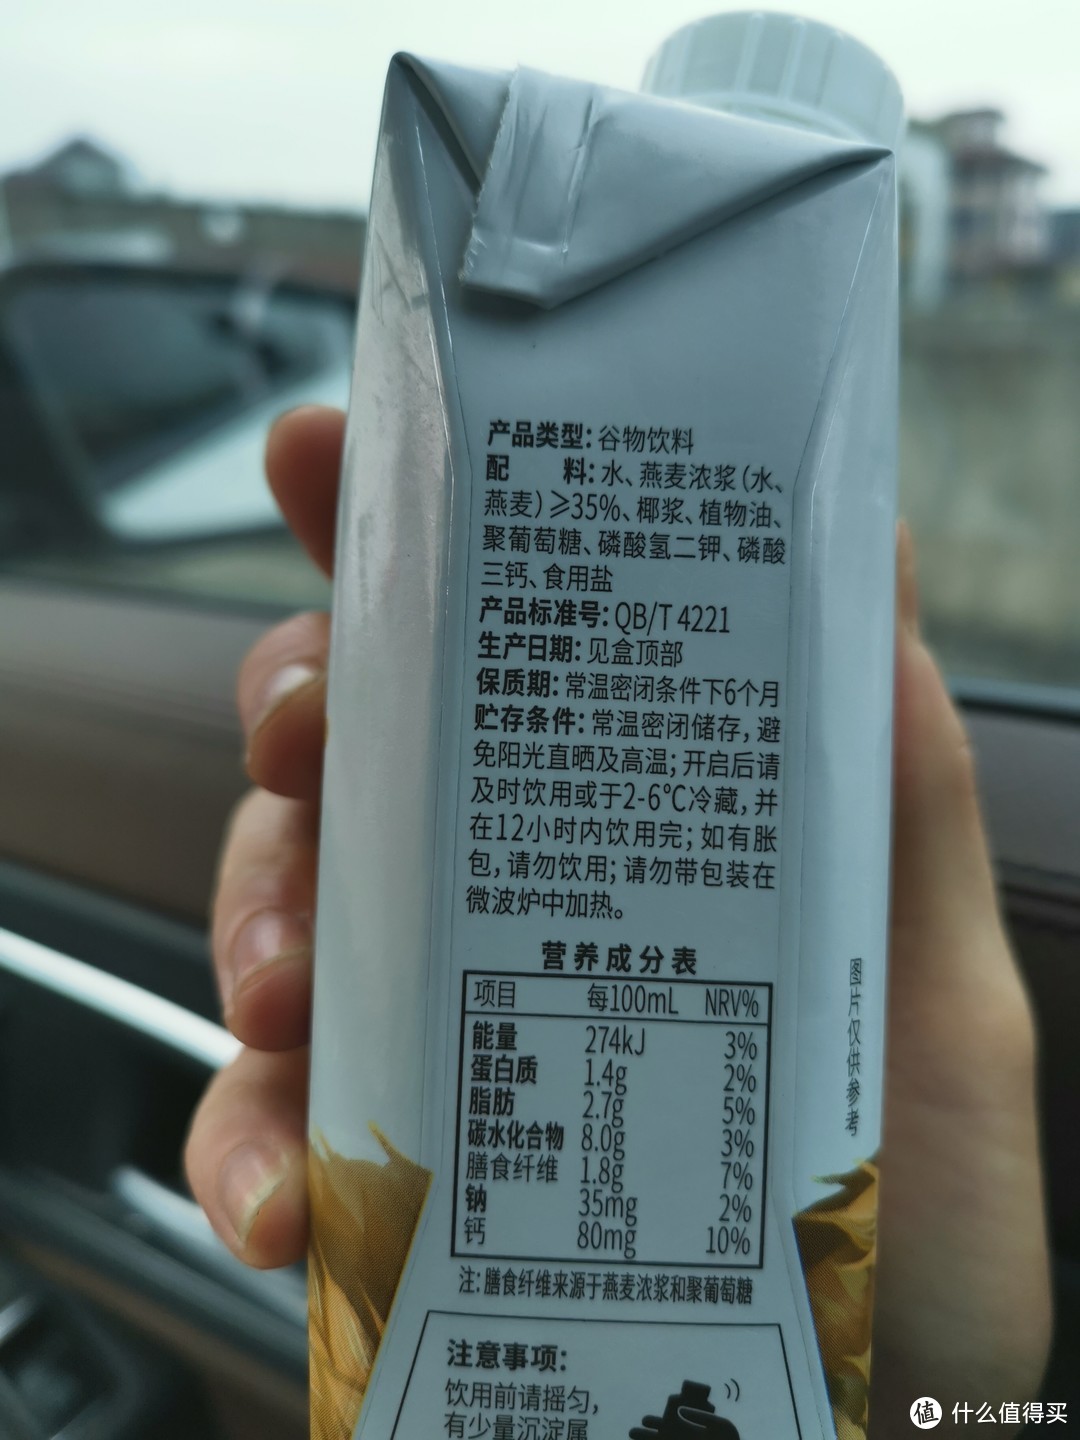 产品类型：谷物饮料
配　　料：水、燕麦浓浆（水、
燕麦）≥35%、椰浆、植物油、
聚葡萄糖、磷酸氢二钾、磷酸
三钙、食用盐
产品标准号：QB/T 4221
生产日期：见盒顶部
保质期：常温密闭条件下6个月
贮存条件：常温密闭储存，避
免阳光直晒及高温；开启后请
及时饮用或于2-6℃冷藏，并
在12小时内饮用完；如有胀
包，请勿饮用；请勿带包装在
微波炉中加热。
营养成分表
项目 每100mL NRV%
能量 274kJ 3%
蛋白质 1.4g 2%
脂肪 2.7g 5%
碳水化合物 8.0g 3%
膳食纤维 1.8g 7%
钠 35mg 2%
钙 80mg 10%
注：膳食纤维来源于燕麦浓浆和聚葡萄糖
注意事项：
饮用前请摇匀，
有少量沉淀属
图片仅供参考
值 什么值得买